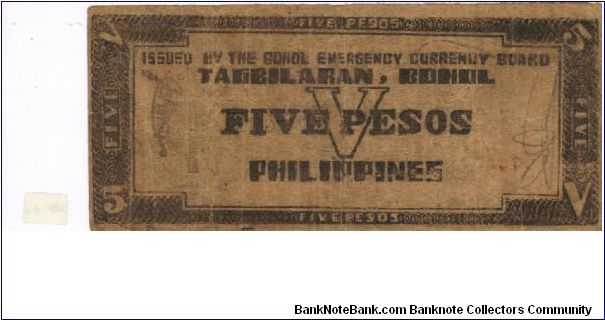 FIVE PESOS
V 5
ISSUED BY THE BOHOL EMERGENCY CURRENCY BOARD
TAGBILARAN, BOHOL
V
FIVE FIVE PESOS FIVE
PHILIPPINES
5 V
FIVE PESOS
BankNoteBank.com Banknote Collectors Community